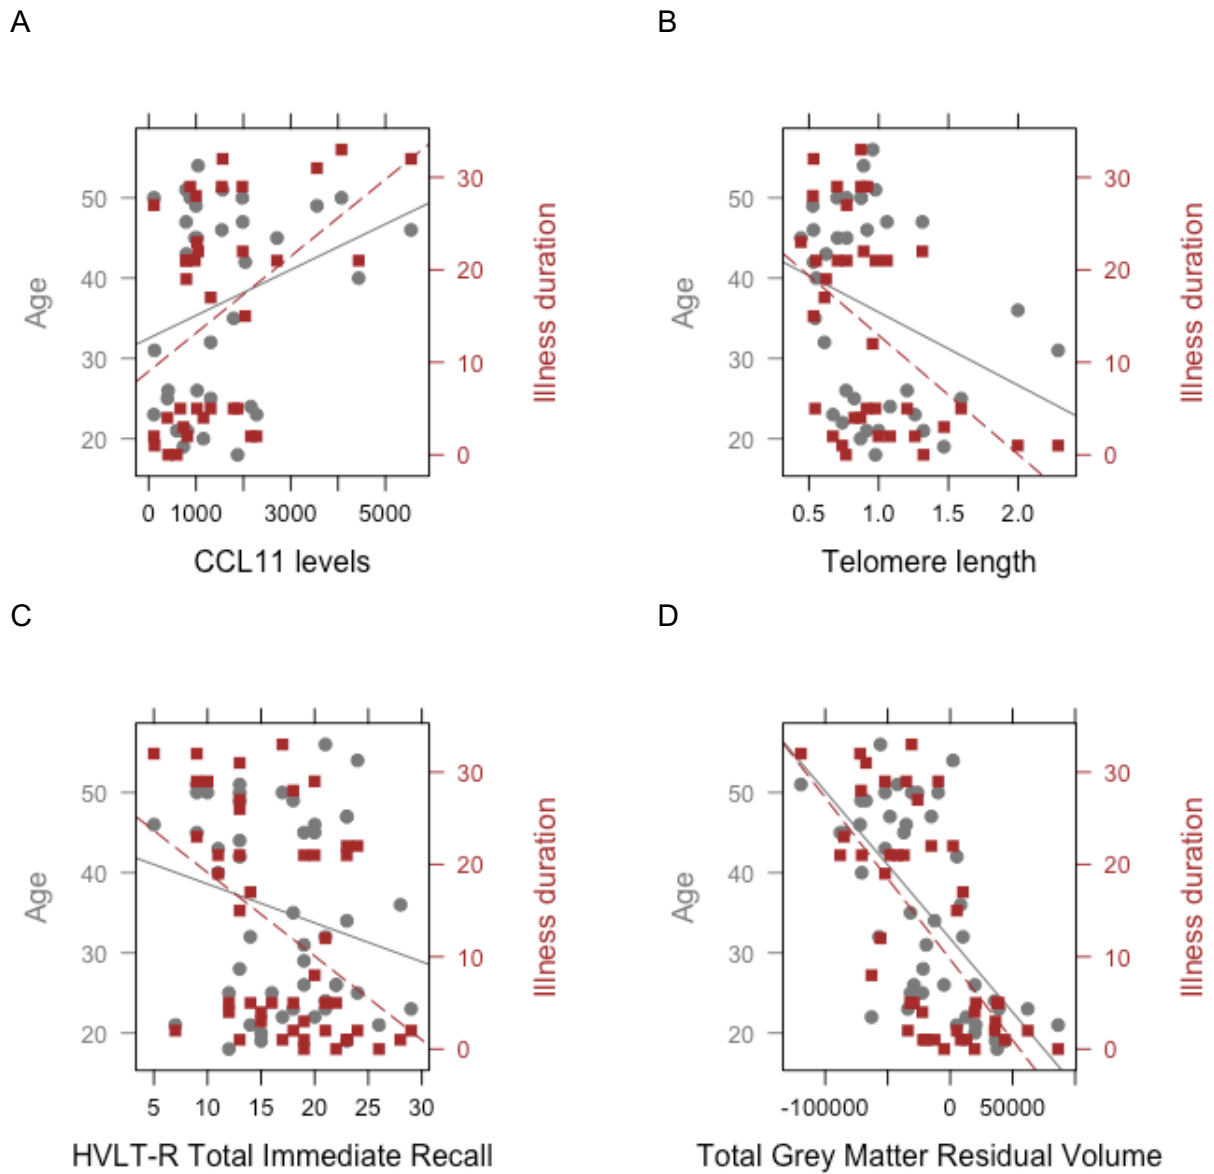 A
B
50
40
30
20
Age
30
20
10
0
Illness duration
0 1000 3000 5000
CCL11 levels
50
40
30
20
Age
30
20
10
0
Illness duration
0.5 1.0 1.5 2.0
Telomere length
C
D
50
40
30
20
Age
30
20
10
0
Illness duration
5 10 15 20 25 30
HVLT-R Total Immediate Recall
50
40
30
20
Age
30
20
10
0
Illness duration
-100000 0 50000
Total Grey Matter Residual Volume